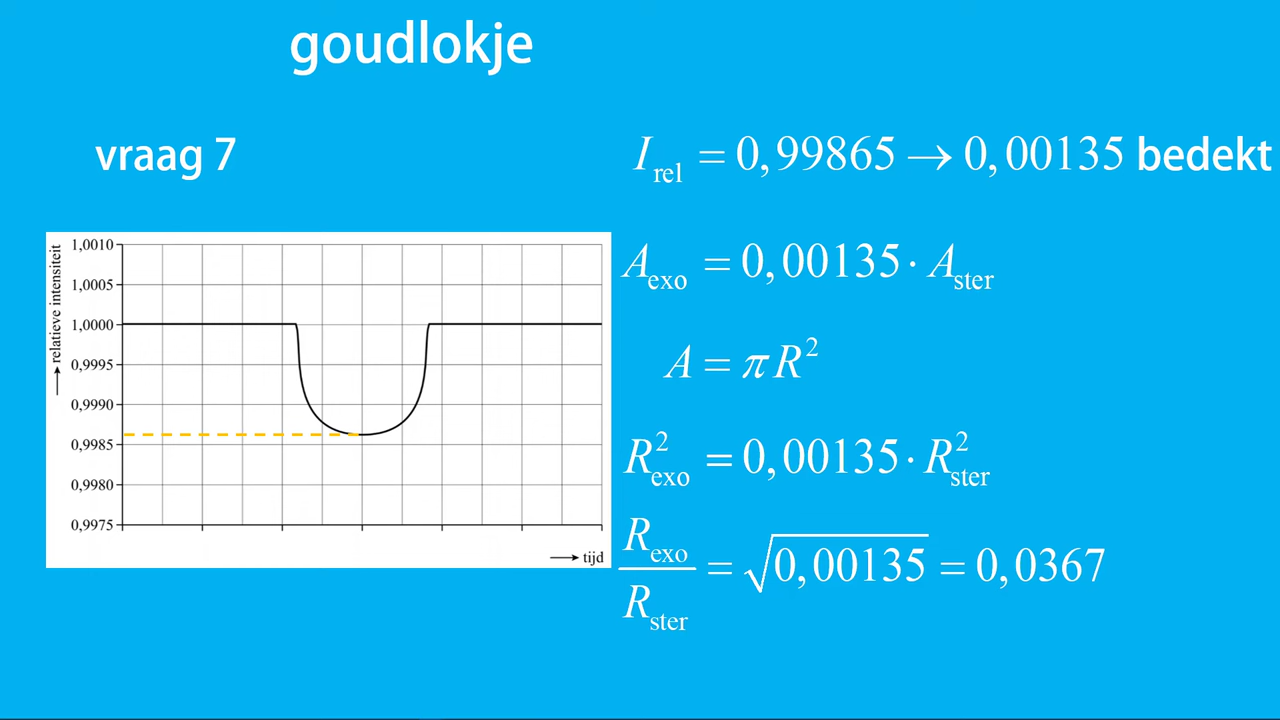 goudlokje
vraag 7
I_rel = 0,99865 → 0,00135 bedekt
A_exo = 0,00135 · A_ster
A = πR²
R²_exo = 0,00135 · R²_ster
R_exo / R_ster = √0,00135 = 0,0367
relatieve intensiteit
1,0010
1,0005
1,0000
0,9995
0,9990
0,9985
0,9980
0,9975
tijd